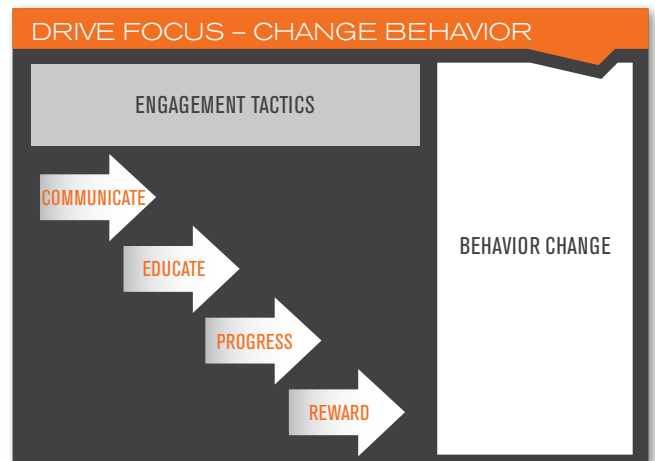 DRIVE FOCUS – CHANGE BEHAVIOR
ENGAGEMENT TACTICS
COMMUNICATE
EDUCATE
PROGRESS
REWARD
BEHAVIOR CHANGE